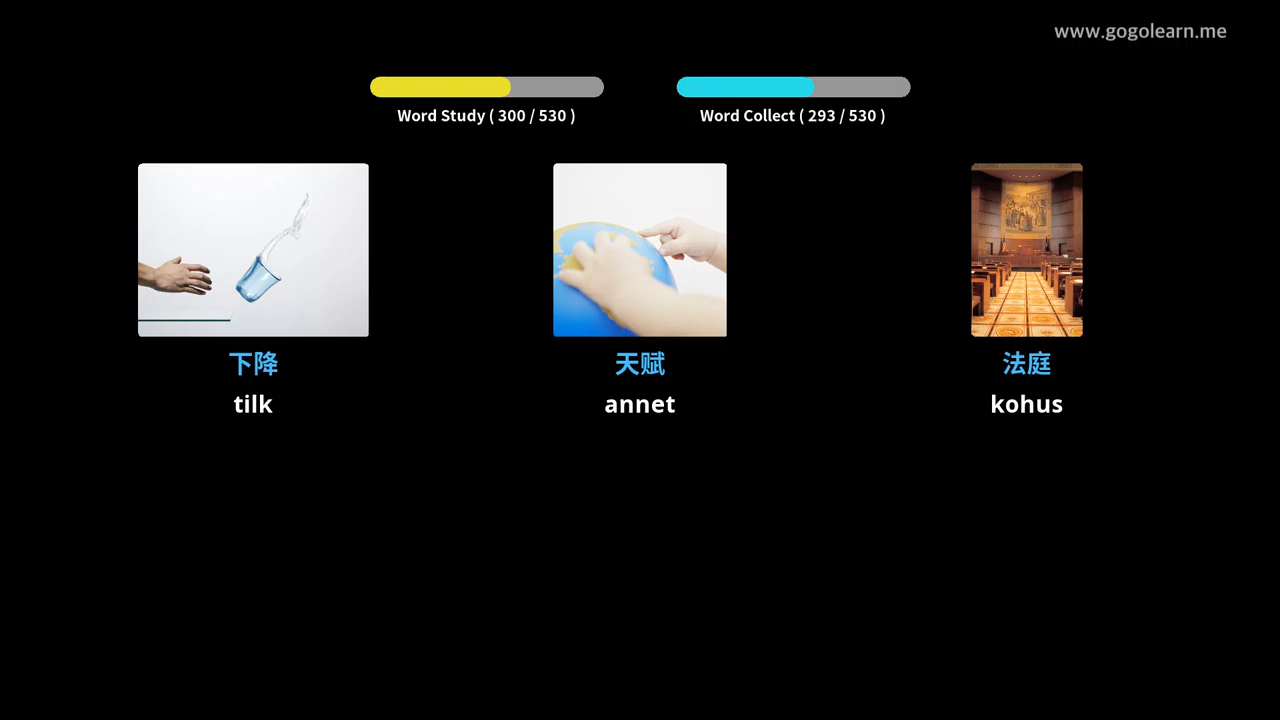 www.gogolearn.me
Word Study ( 300 / 530 )
Word Collect ( 293 / 530 )
下降
天赋
法庭
tilk
annet
kohus